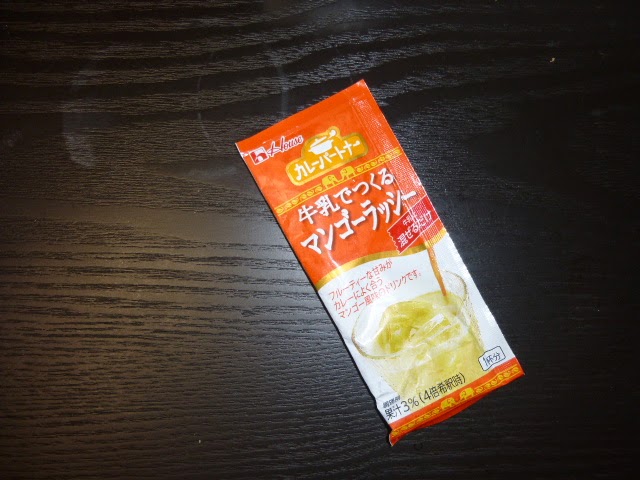 House
カレーパートナー
牛乳でつくる
マンゴーラッシー
牛乳
混ぜるだけ
フルーティーな甘みが
カレーによく合う
マンゴー風味のドリンクです。
1杯分
果汁3%(4倍希釈時)